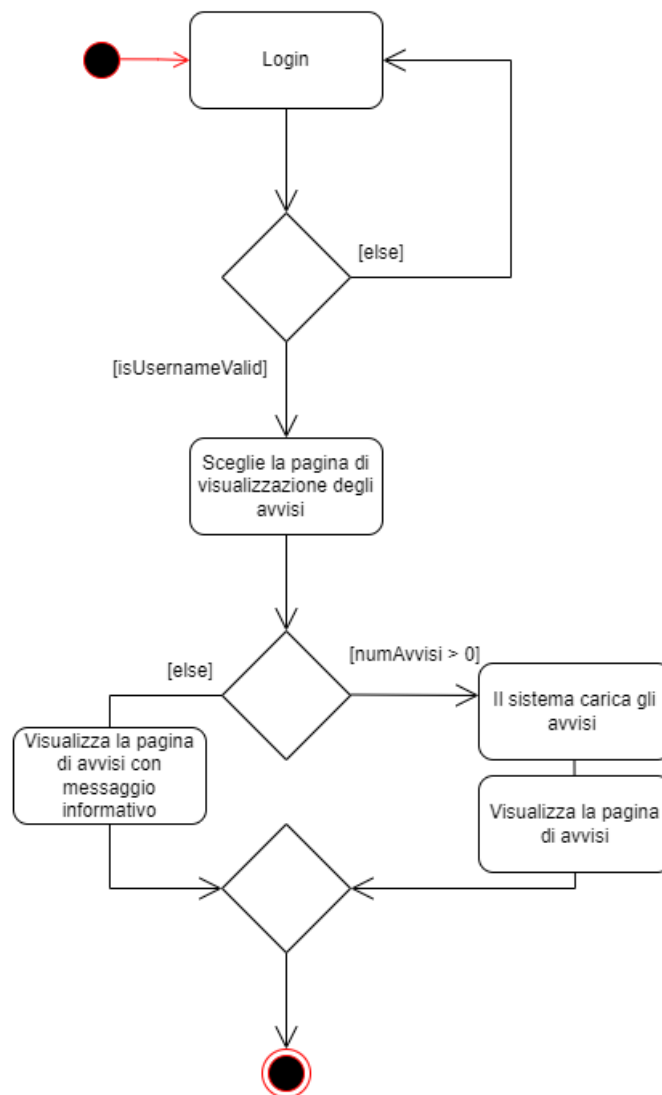 Login
[else]
[isUsernameValid]
Sceglie la pagina di
visualizzazione degli
avvisi
[numAvvisi > 0]
[else]
Il sistema carica gli
avvisi
Visualizza la pagina
di avvisi con
messaggio
informativo
Visualizza la pagina
di avvisi